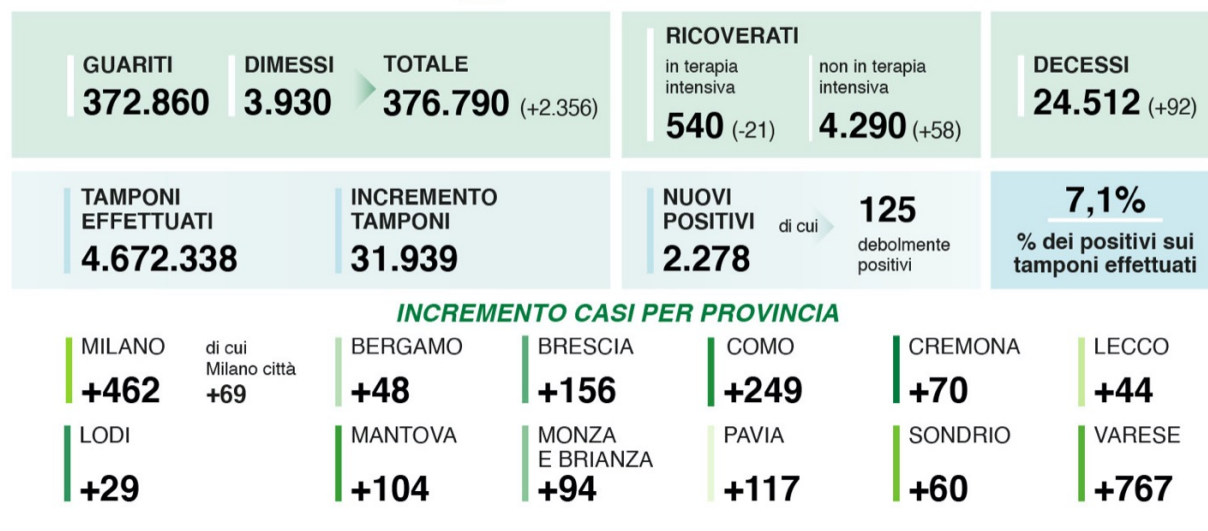 GUARITI
372.860
DIMESSI
3.930
TOTALE
376.790 (+2.356)
RICOVERATI
in terapia
intensiva
540 (-21)
non in terapia
intensiva
4.290 (+58)
DECESSI
24.512 (+92)
TAMPONI
EFFETTUATI
4.672.338
INCREMENTO
TAMPONI
31.939
NUOVI
POSITIVI
2.278
di cui
125
debolmente
positivi
7,1%
% dei positivi sui
tamponi effettuati
INCREMENTO CASI PER PROVINCIA
MILANO
+462
di cui
Milano città
+69
BERGAMO
+48
BRESCIA
+156
COMO
+249
CREMONA
+70
LECCO
+44
LODI
+29
MANTOVA
+104
MONZA
E BRIANZA
+94
PAVIA
+117
SONDRIO
+60
VARESE
+767